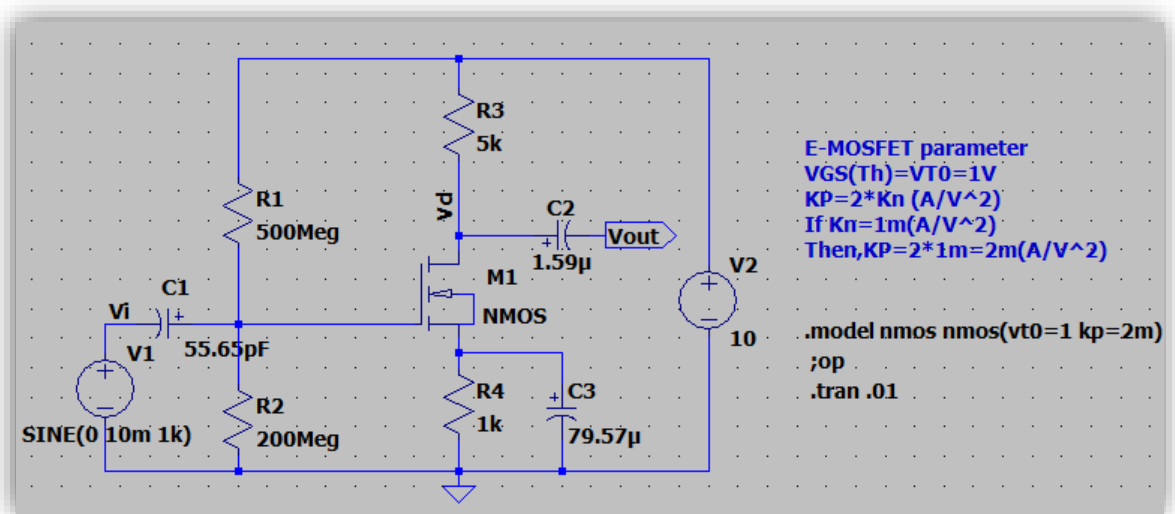 R3
5k
E-MOSFET parameter
VGS(Th)=VT0=1V
KP=2*Kn (A/V^2)
If Kn=1m(A/V^2)
Then,KP=2*1m=2m(A/V^2)
R1
500Meg
Vd
C2
1.59µ
Vout
V2
10
C1
Vi
55.65pF
M1
NMOS
V1
SINE(0 10m 1k)
R2
200Meg
R4
1k
C3
79.57µ
.model nmos nmos(vt0=1 kp=2m)
;op
.tran .01